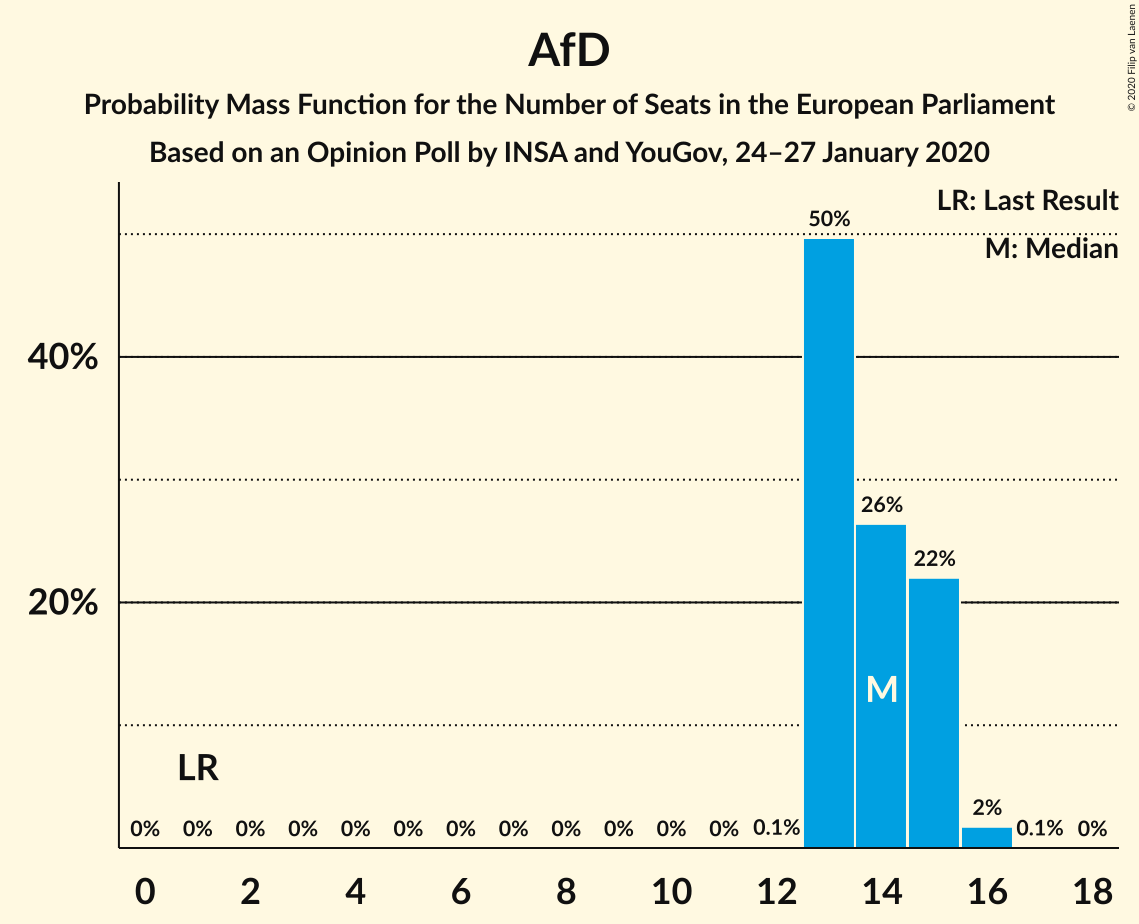 AfD
Probability Mass Function for the Number of Seats in the European Parliament
Based on an Opinion Poll by INSA and YouGov, 24–27 January 2020
© 2020 Filip van Laenen
LR: Last Result
M: Median
50%
40%
26%
22%
20%
M
LR
0% 0% 0% 0% 0% 0% 0% 0% 0% 0% 0% 0% 0.1% 2% 0.1% 0%
0 2 4 6 8 10 12 14 16 18